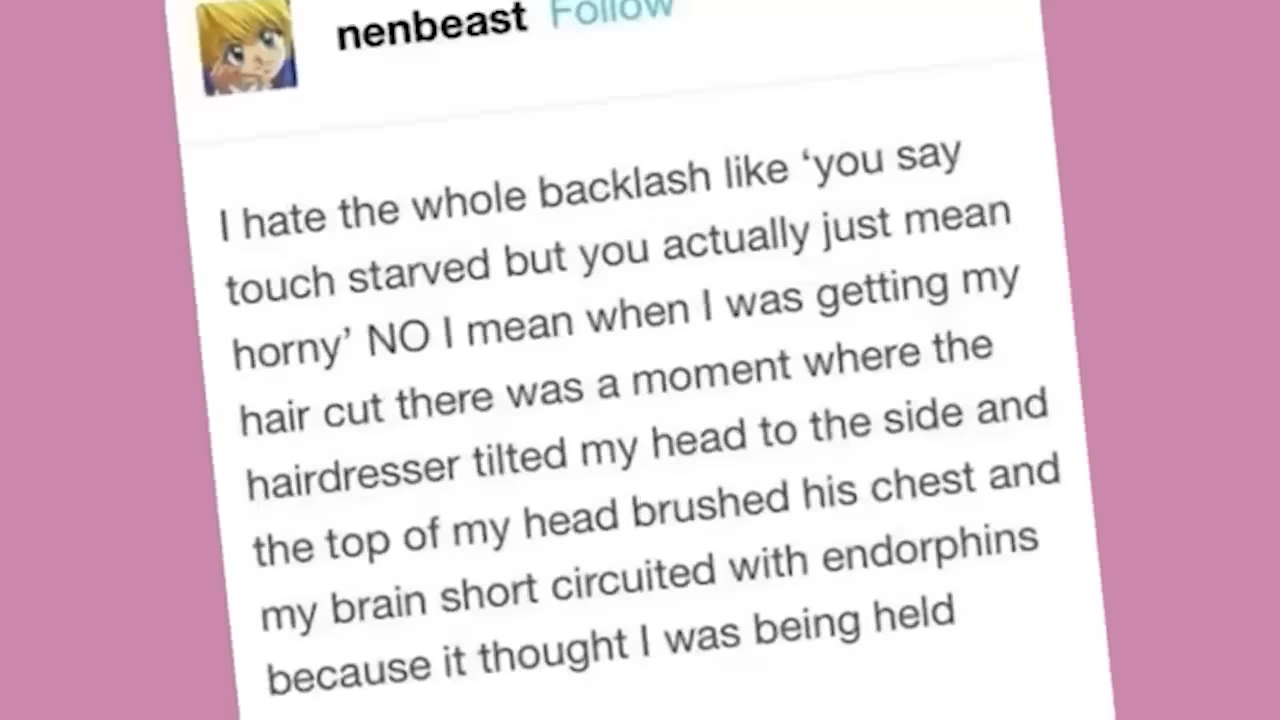 nenbeast Follow
I hate the whole backlash like ‘you say
touch starved but you actually just mean
horny’ NO I mean when I was getting my
hair cut there was a moment where the
hairdresser tilted my head to the side and
the top of my head brushed his chest and
my brain short circuited with endorphins
because it thought I was being held